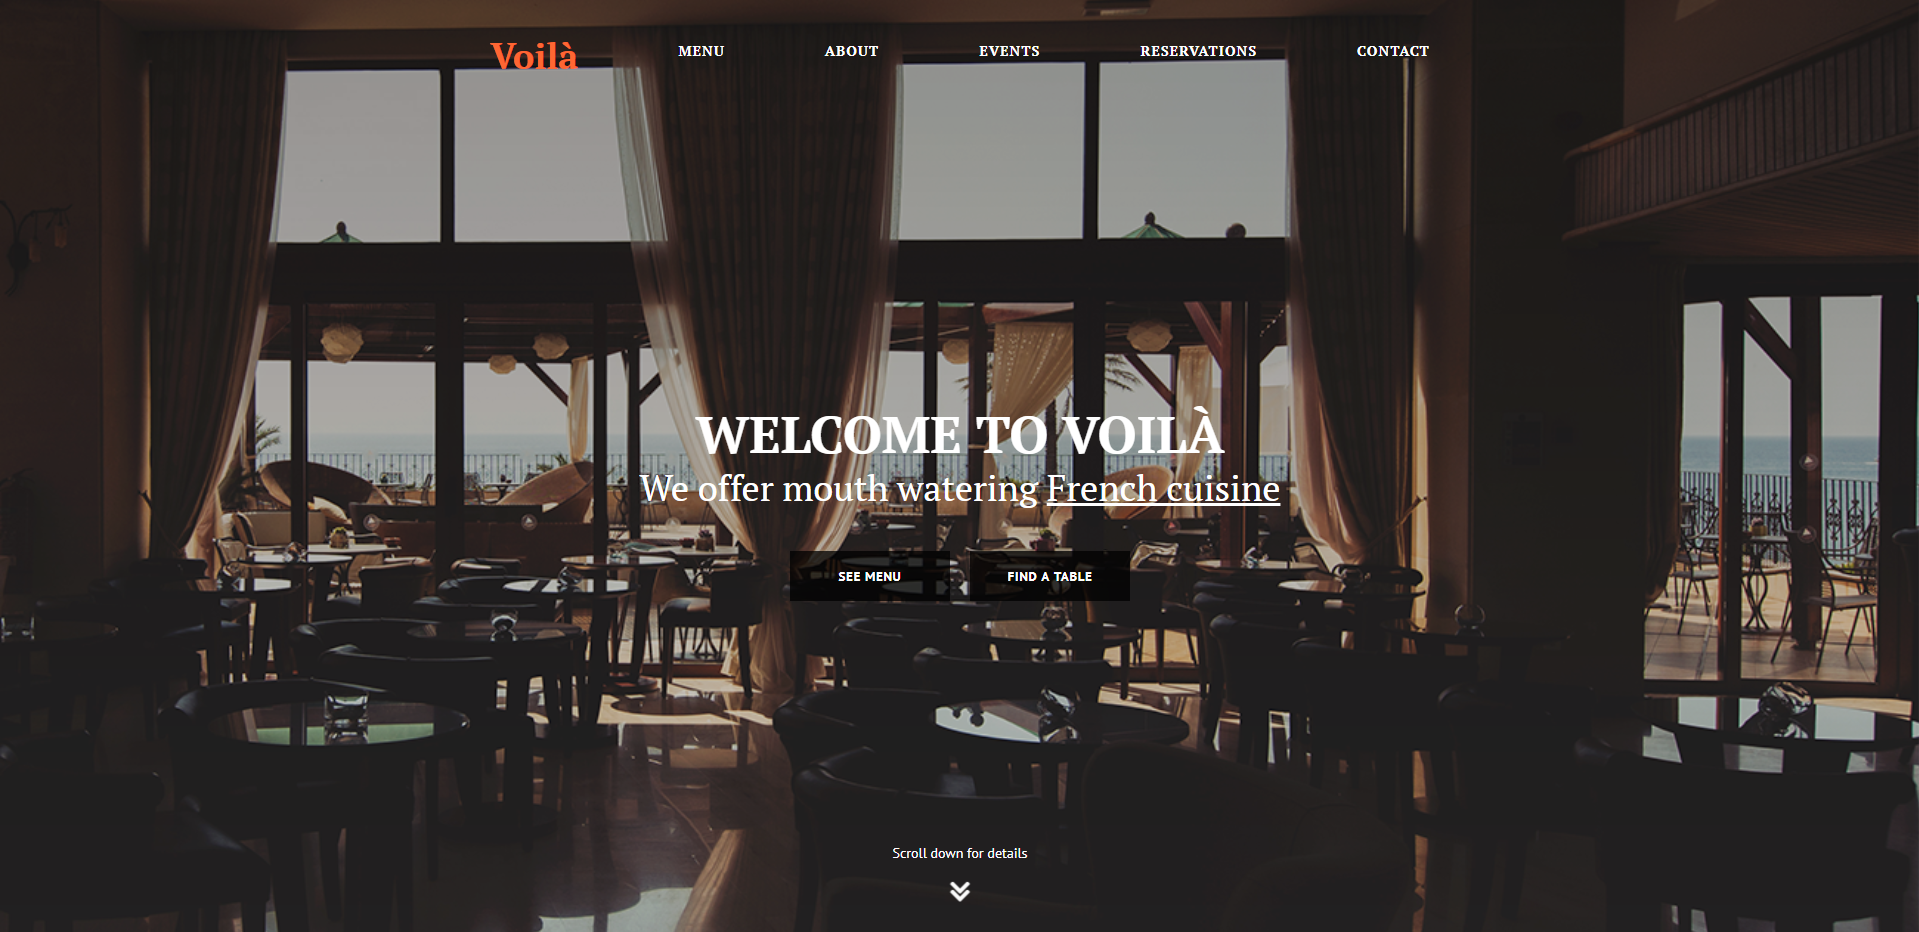 Voilà
MENU
ABOUT
EVENTS
RESERVATIONS
CONTACT
WELCOME TO VOILÀ
We offer mouth watering French cuisine
SEE MENU
FIND A TABLE
Scroll down for details